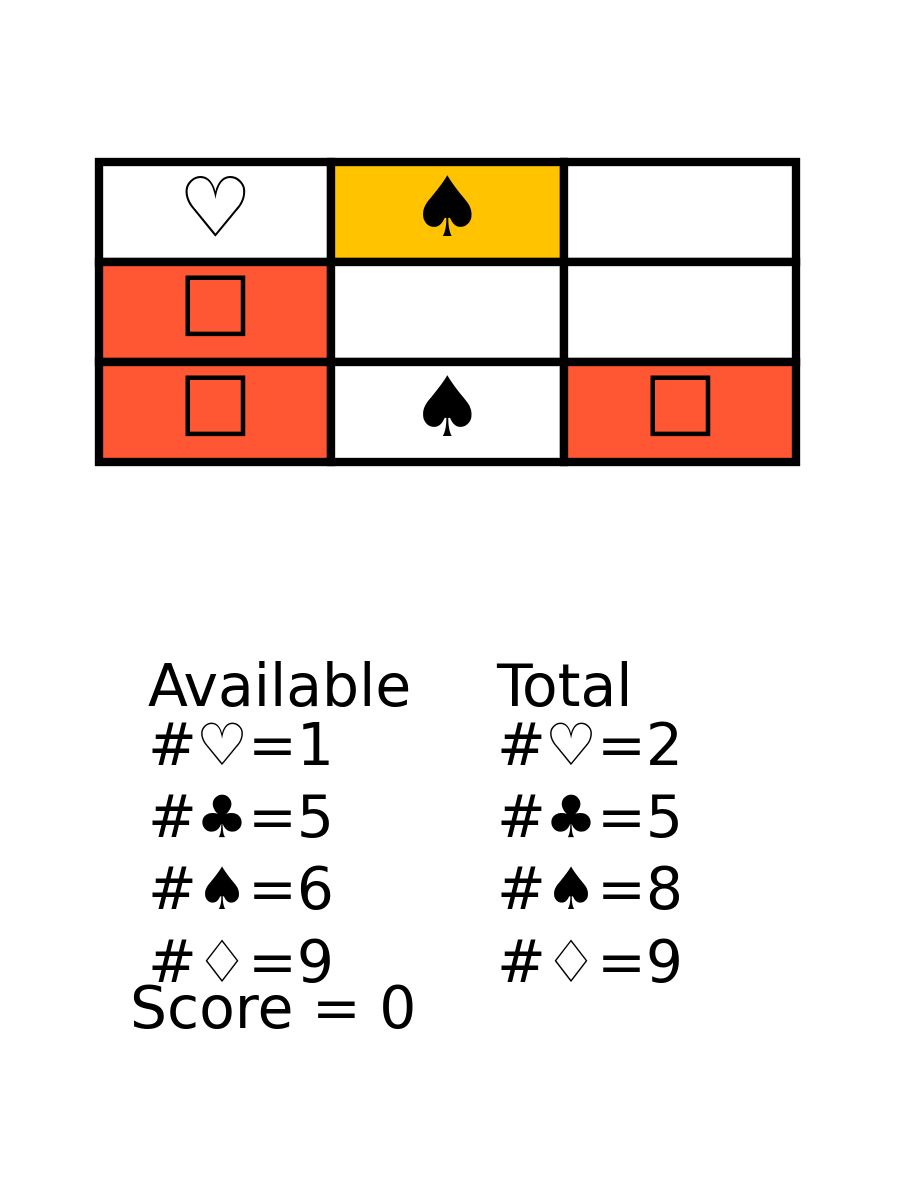 ♡ ♠
□
□ ♠ □
Available Total
#♡=1 #♡=2
#♣=5 #♣=5
#♠=6 #♠=8
#♢=9 #♢=9
Score = 0